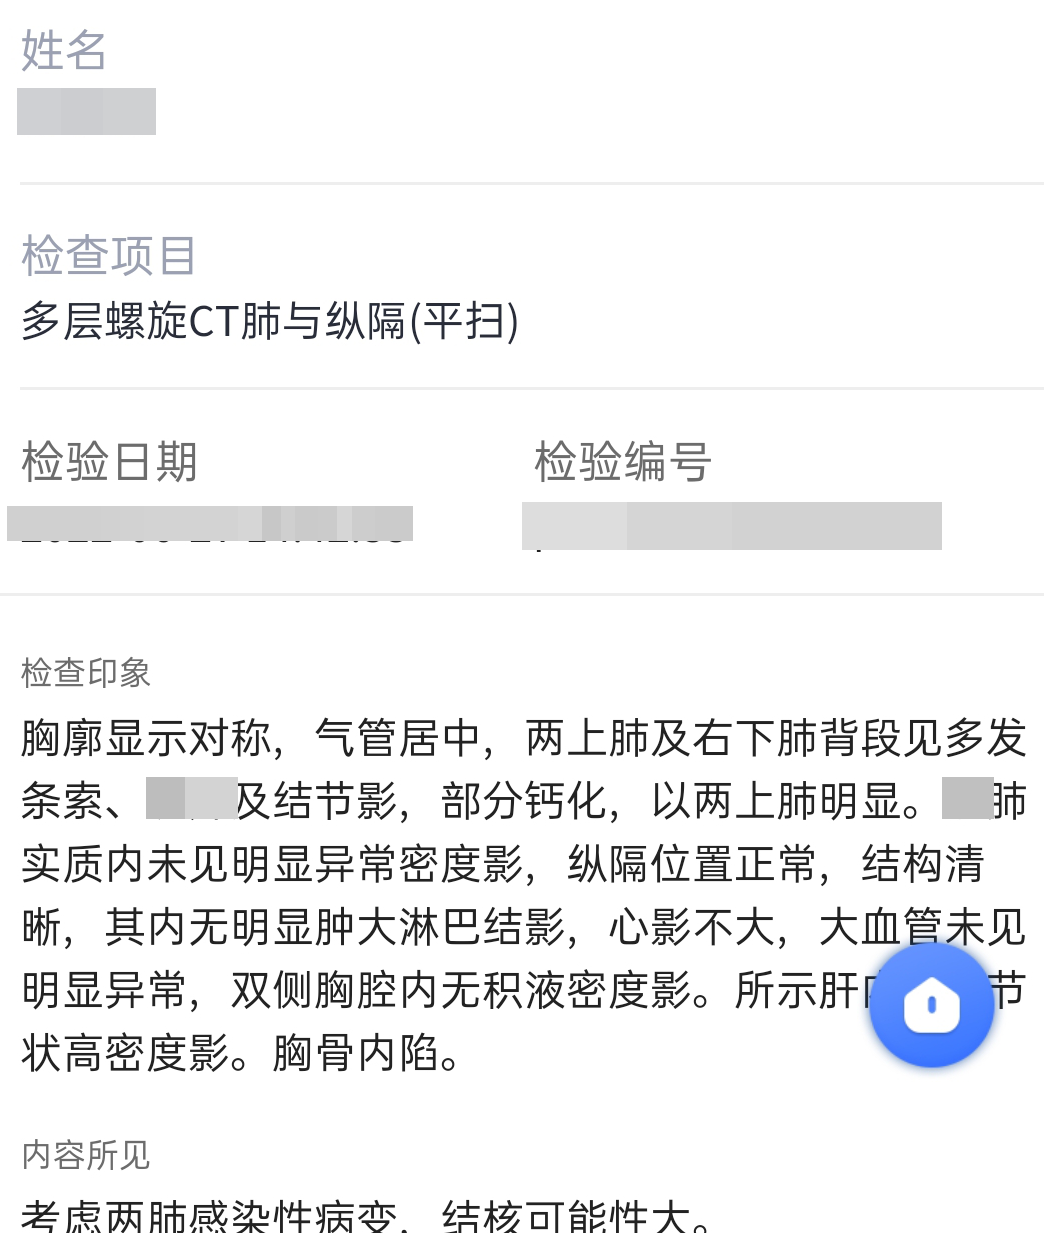 姓名
检查项目
多层螺旋CT肺与纵隔(平扫)
检验日期 检验编号
检查印象
胸廓显示对称，气管居中，两上肺及右下肺背段见多发
条索、及结节影，部分钙化，以两上肺明显。肺
实质内未见明显异常密度影，纵隔位置正常，结构清
晰，其内无明显肿大淋巴结影，心影不大，大血管未见
明显异常，双侧胸腔内无积液密度影。所示肝节
状高密度影。胸骨内陷。
内容所见
考虑两肺感染性病变，结核可能性大。